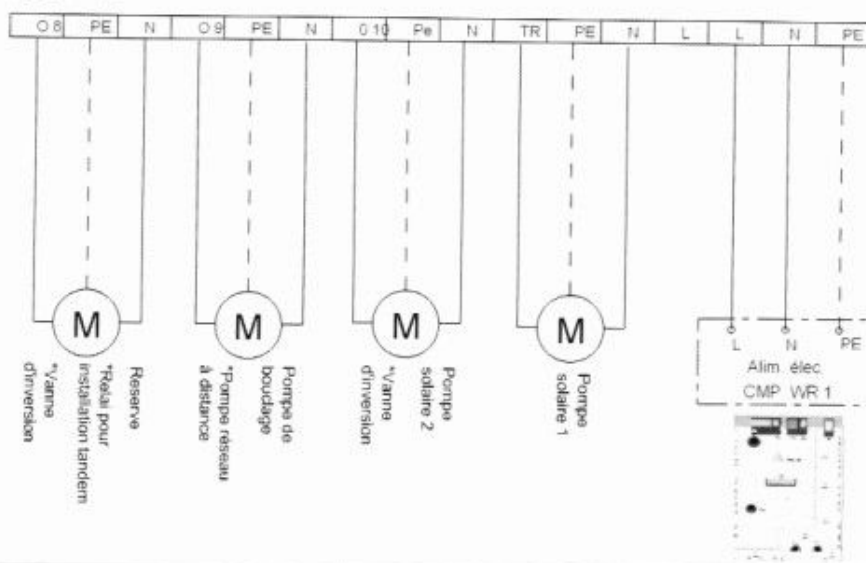 O 8 PE N O 9 PE N 0 10 Pe N TR PE N L L N PE
M M M M
L N PE
Alim. élec.
CMP WR 1
Reserve
*Relai pour
installation tandem
*Vanne
d'inversion
Pompe de
bouclage
*Pompe réseau
à distance
Pompe
solaire 2
*Vanne
d'inversion
Pompe
solaire 1